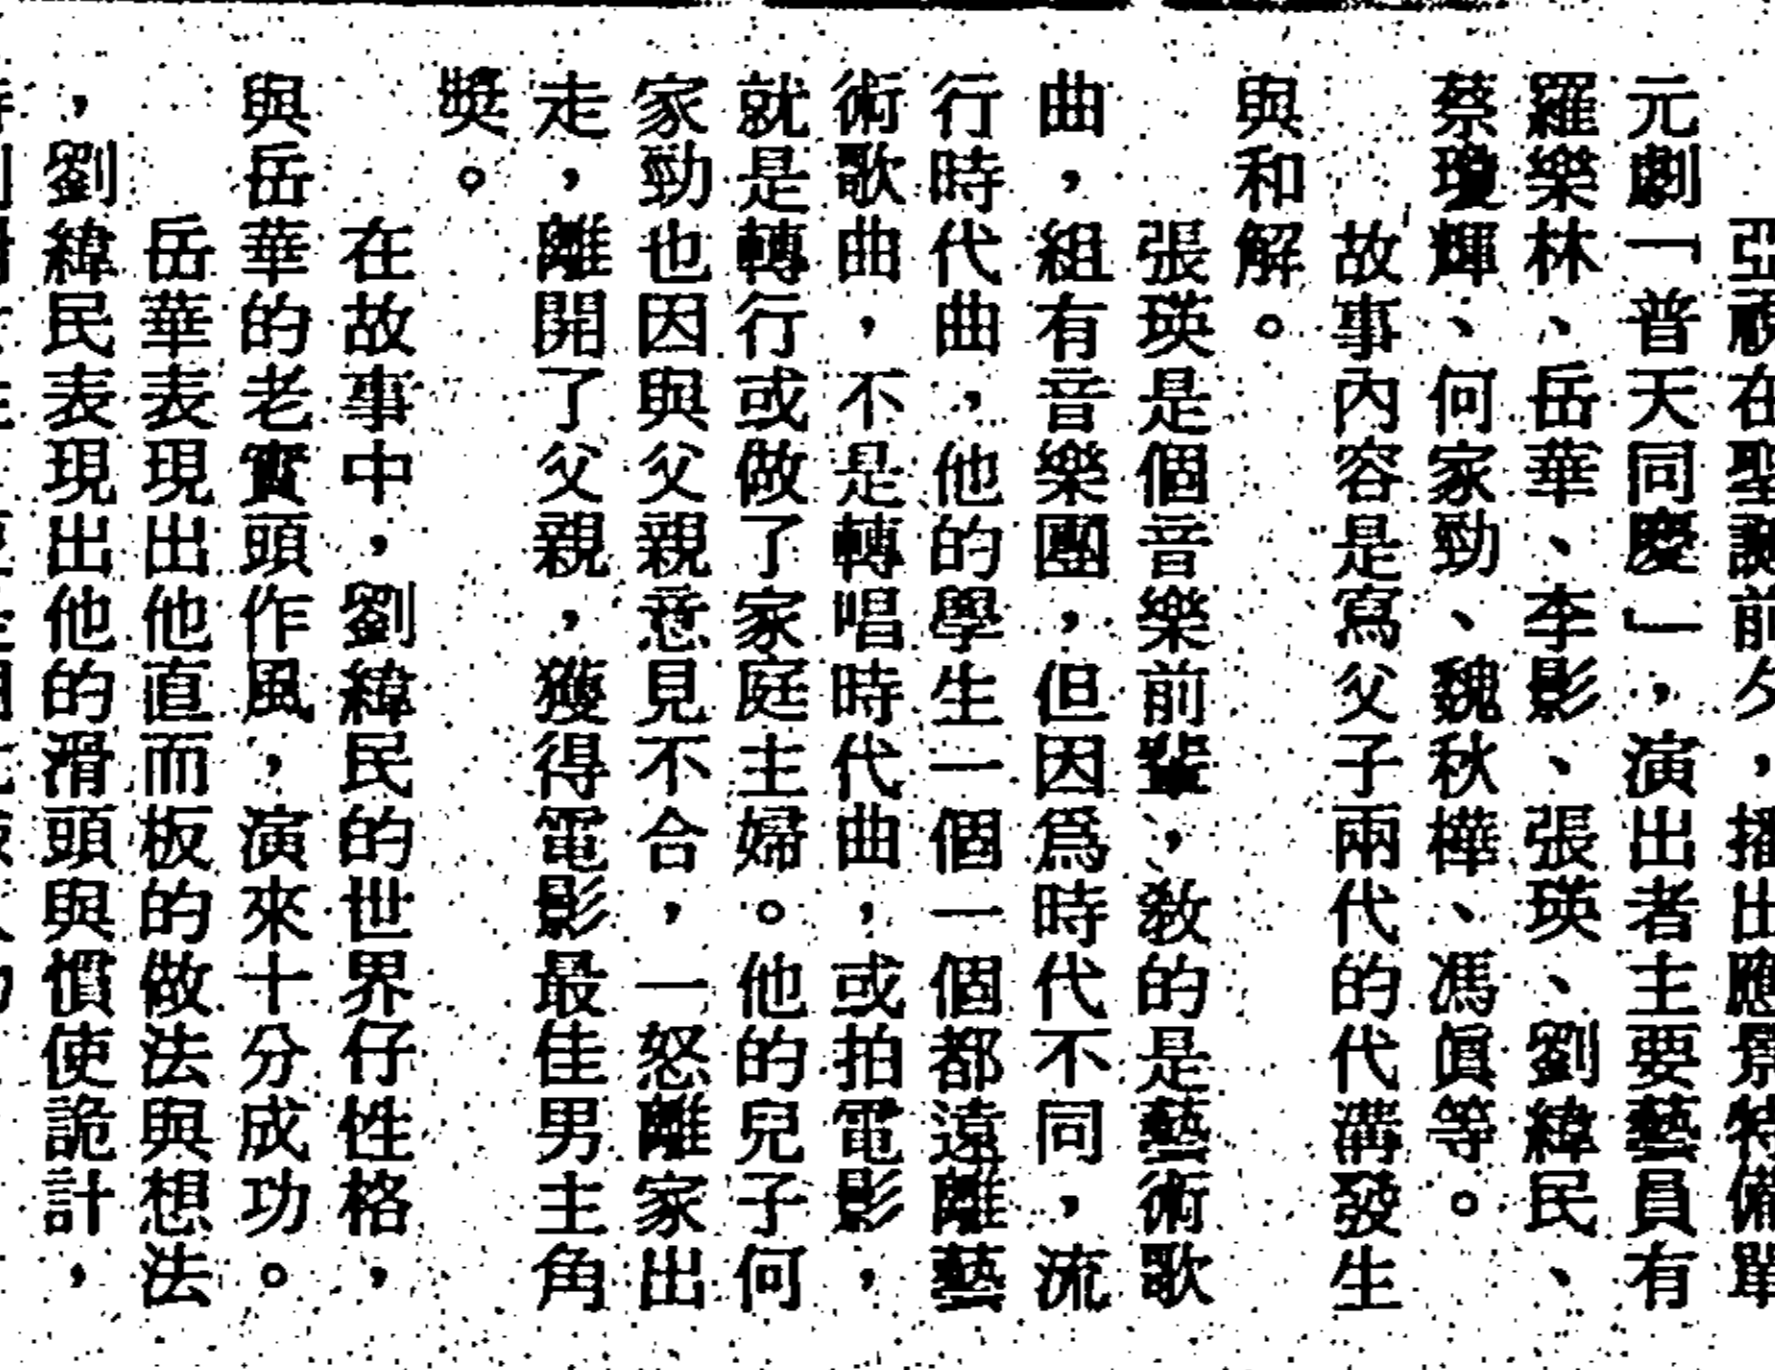 亞視在聖誕前夕，播出應景特備單
元劇「普天同慶」，演出者主要藝員有
羅樂林、岳華、李影、張瑛、劉緯民、
蔡瓊輝、何家勁、魏秋樺、馮眞等。
故事內容是寫父子兩代的代溝發生
與和解。
張瑛是個音樂前輩，教的是藝術歌
曲，組有音樂團，但因爲時代不同，流
行時代曲，他的學生一個一個都遠離藝
術歌曲，不是轉唱時代曲，或拍電影，
就是轉行或做了家庭主婦。他的兒子何
家勁也因與父親意見不合，一怒離家出
走，離開了父親，獲得電影最佳男主角
獎。
在故事中，劉緯民的世界仔性格，
與岳華的老實頭作風，演來十分成功。
岳華表現出他直而板的做法與想法
，劉緯民表現出他的滑頭與慣使詭計，